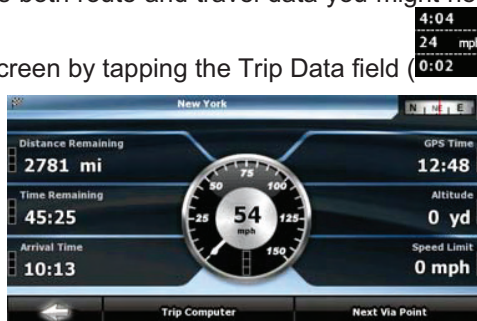 s both route and travel data you might ne
4:04
24 mp
creen by tapping the Trip Data field (
0:02
New York
N NE E
Distance Remaining
2781 mi
Time Remaining
45:25
Arrival Time
10:13
25 50 75 100 125 150
54
mph
GPS Time
12:48
Altitude
0 yd
Speed Limit
0 mph
Trip Computer
Next Via Point